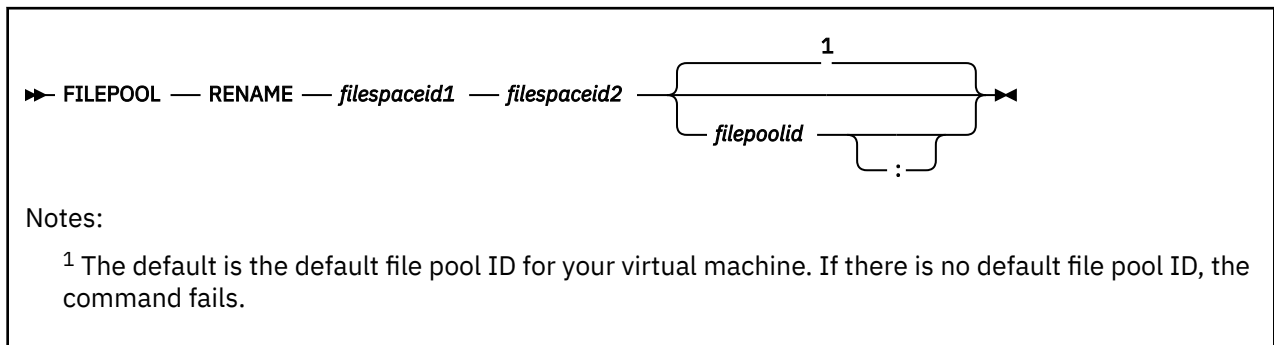 1
FILEPOOL RENAME filespaceid1 filespaceid2
filepoolid
:
Notes:
1 The default is the default file pool ID for your virtual machine. If there is no default file pool ID, the
command fails.